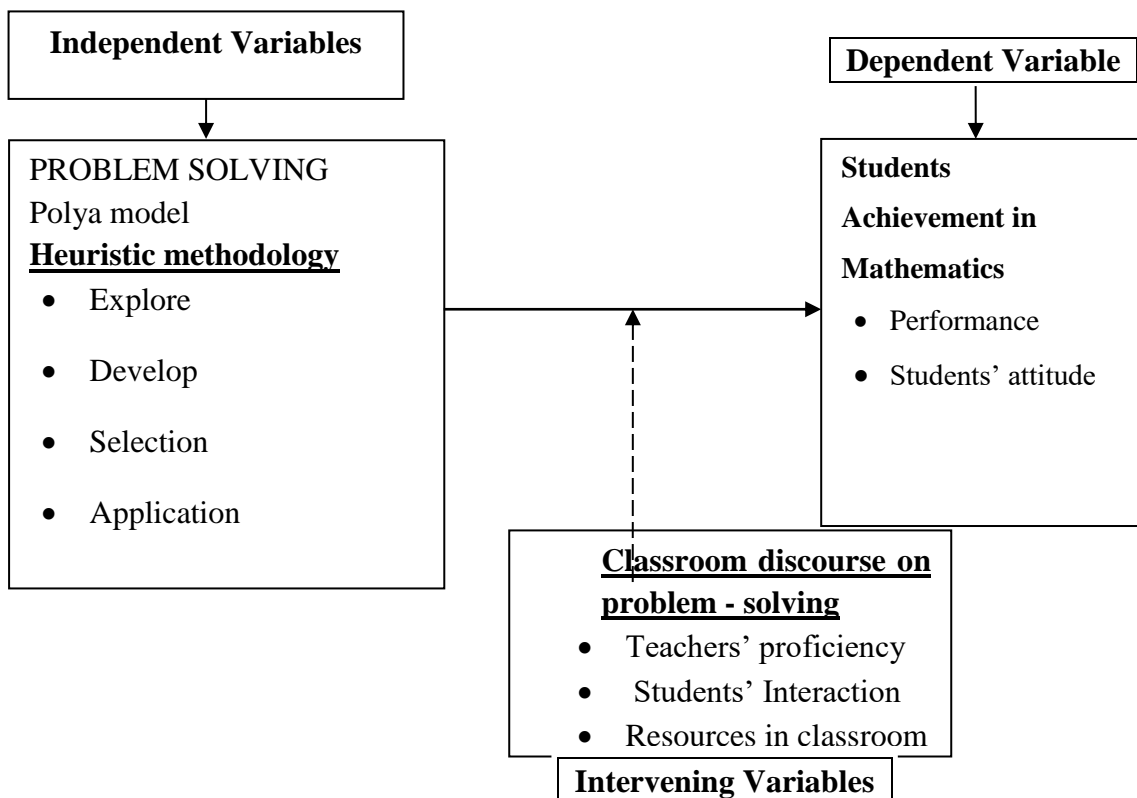 Independent Variables
Dependent Variable
PROBLEM SOLVING
Polya model
Heuristic methodology
• Explore
• Develop
• Selection
• Application
Students
Achievement in
Mathematics
• Performance
• Students’ attitude
Classroom discourse on
problem - solving
• Teachers’ proficiency
• Students’ Interaction
• Resources in classroom
Intervening Variables